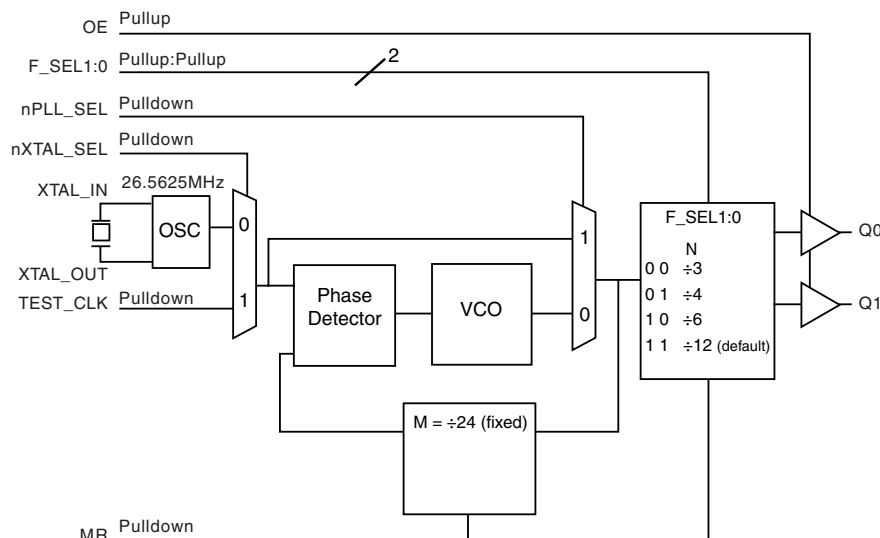 OE Pullup
F_SEL1:0 Pullup:Pullup
2
nPLL_SEL Pulldown
nXTAL_SEL Pulldown
XTAL_IN 26.5625MHz
OSC
0
1
XTAL_OUT
TEST_CLK Pulldown
Phase
Detector
VCO
1
0
F_SEL1:0
N
0 0 ÷3
0 1 ÷4
1 0 ÷6
1 1 ÷12 (default)
Q0
Q1
M = ÷24 (fixed)
MR Pulldown